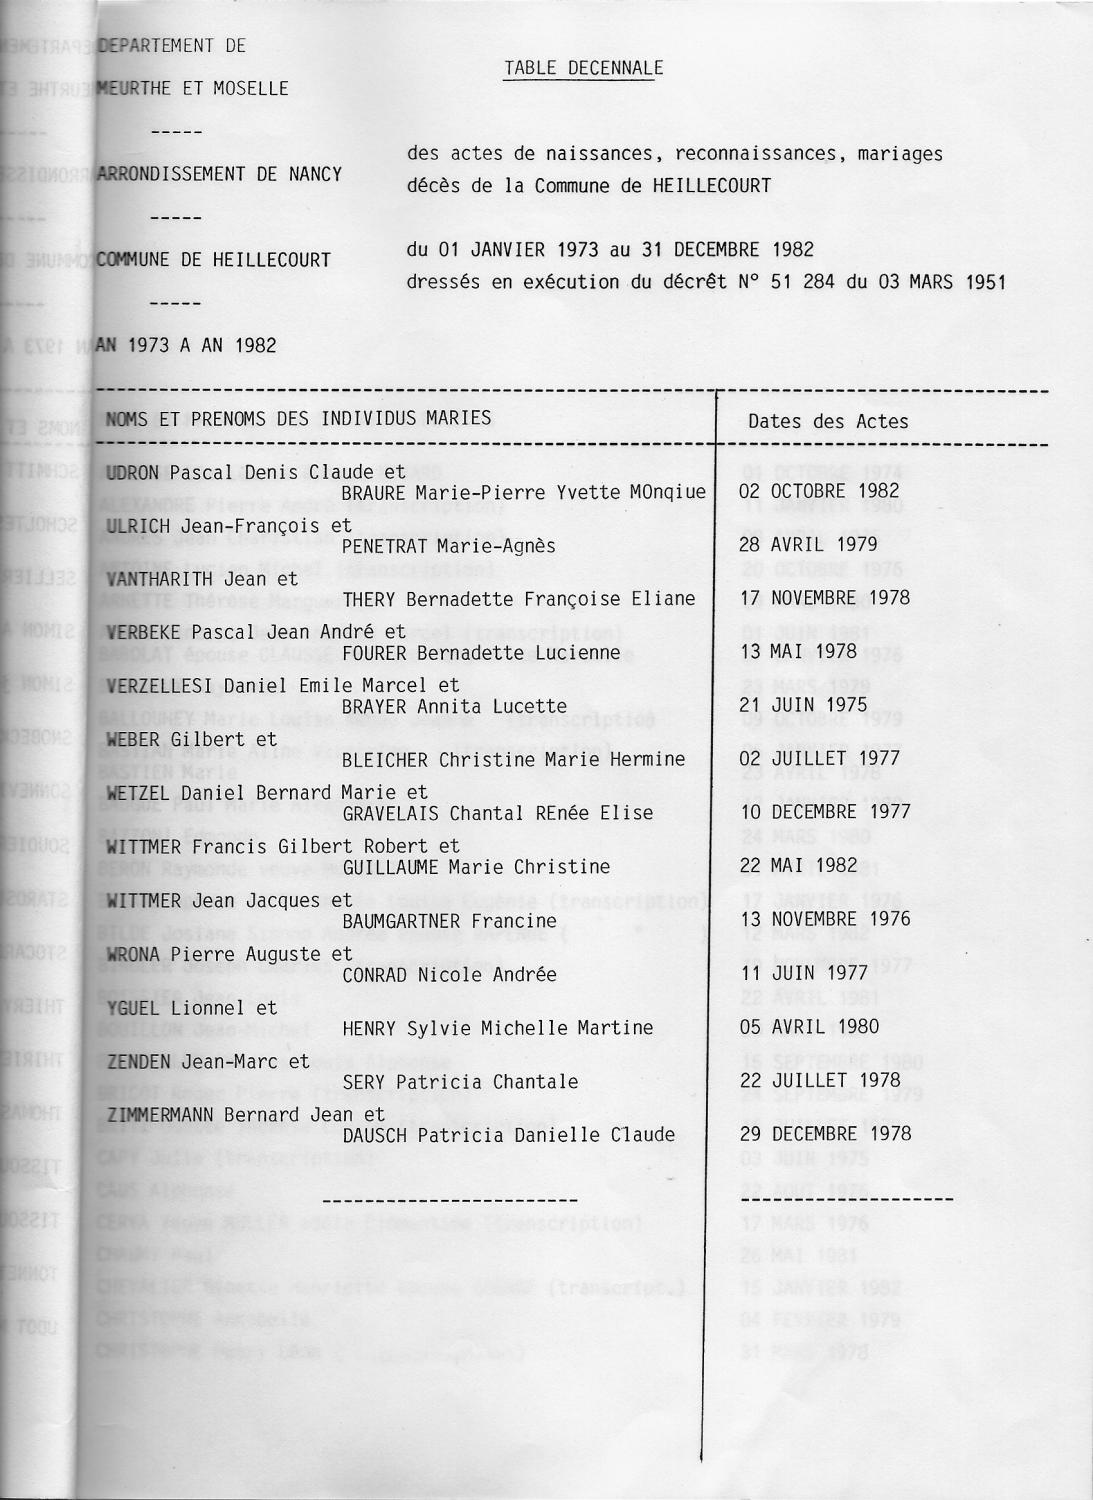 DEPARTEMENT DE
MEURTHE ET MOSELLE
-----
ARRONDISSEMENT DE NANCY
-----
COMMUNE DE HEILLECOURT
-----
AN 1973 A AN 1982
TABLE DECENNALE
des actes de naissances, reconnaissances, mariages
décès de la Commune de HEILLECOURT
du 01 JANVIER 1973 au 31 DECEMBRE 1982
dressés en exécution du décrêt N° 51 284 du 03 MARS 1951
NOMS ET PRENOMS DES INDIVIDUS MARIES Dates des Actes
UDRON Pascal Denis Claude et
BRAURE Marie-Pierre Yvette MOnqiue 02 OCTOBRE 1982
ULRICH Jean-François et
PENETRAT Marie-Agnès 28 AVRIL 1979
VANTHARITH Jean et
THERY Bernadette Françoise Eliane 17 NOVEMBRE 1978
VERBEKE Pascal Jean André et
FOURER Bernadette Lucienne 13 MAI 1978
VERZELLESI Daniel Emile Marcel et
BRAYER Annita Lucette 21 JUIN 1975
WEBER Gilbert et
BLEICHER Christine Marie Hermine 02 JUILLET 1977
WETZEL Daniel Bernard Marie et
GRAVELAIS Chantal REnée Elise 10 DECEMBRE 1977
WITTMER Francis Gilbert Robert et
GUILLAUME Marie Christine 22 MAI 1982
WITTMER Jean Jacques et
BAUMGARTNER Francine 13 NOVEMBRE 1976
WRONA Pierre Auguste et
CONRAD Nicole Andrée 11 JUIN 1977
YGUEL Lionnel et
HENRY Sylvie Michelle Martine 05 AVRIL 1980
ZENDEN Jean-Marc et
SERY Patricia Chantale 22 JUILLET 1978
ZIMMERMANN Bernard Jean et
DAUSCH Patricia Danielle Claude 29 DECEMBRE 1978